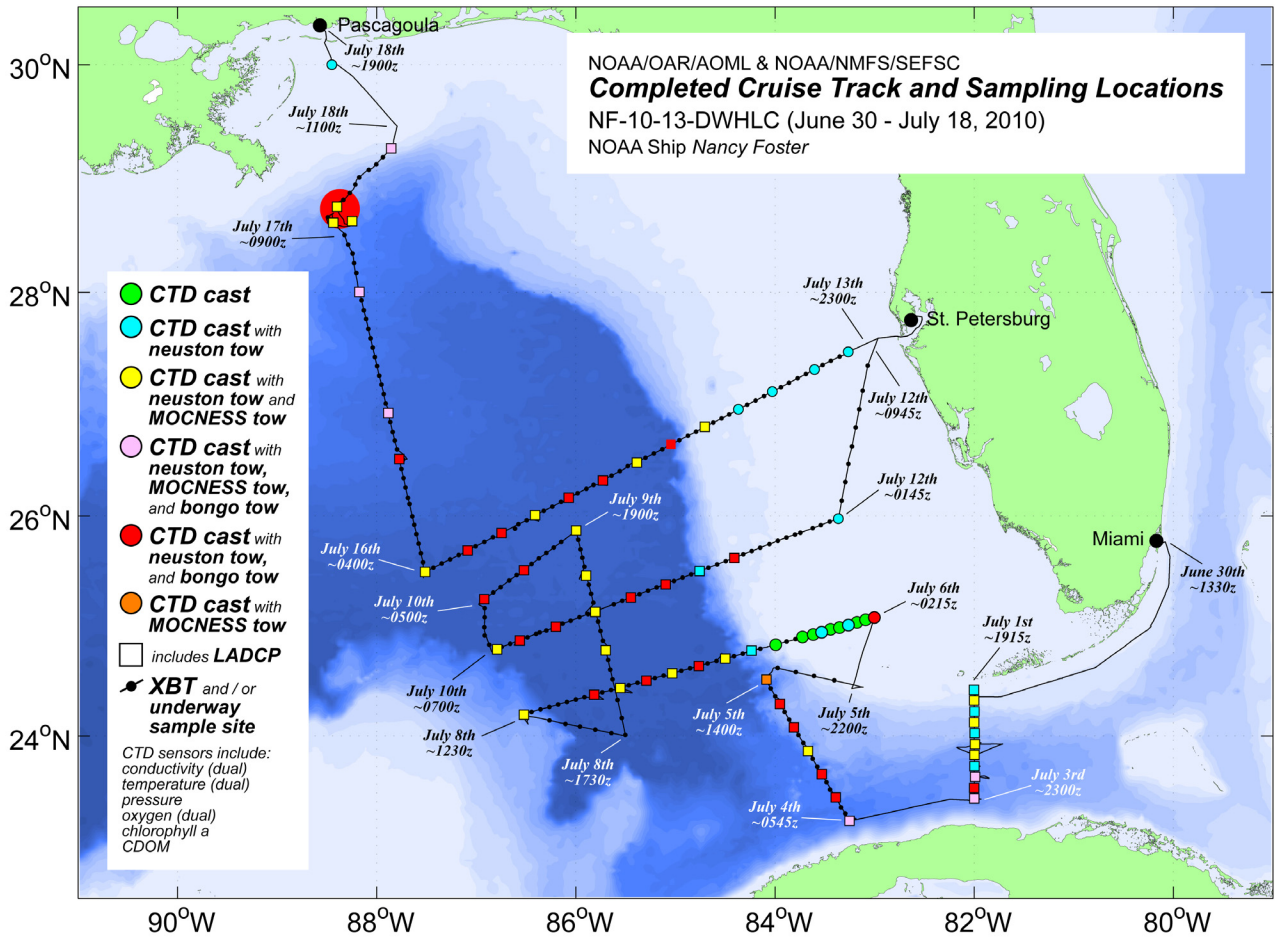 NOAA/OAR/AOML & NOAA/NMFS/SEFSC
Completed Cruise Track and Sampling Locations
NF-10-13-DWHLC (June 30 - July 18, 2010)
NOAA Ship Nancy Foster
Pascagoula
July 18th
~1900z
July 18th
~1100z
July 17th
~0900z
July 13th
~2300z
St. Petersburg
July 12th
~0945z
July 12th
~0145z
July 9th
~1900z
July 16th
~0400z
July 10th
~0500z
July 10th
~0700z
July 8th
~1230z
July 8th
~1730z
July 6th
~0215z
July 5th
~1400z
July 5th
~2200z
July 4th
~0545z
July 3rd
~2300z
July 1st
~1915z
Miami
June 30th
~1330z
CTD cast
CTD cast with
neuston tow
CTD cast with
neuston tow and
MOCNESS tow
CTD cast with
neuston tow,
MOCNESS tow,
and bongo tow
CTD cast with
neuston tow,
and bongo tow
CTD cast with
MOCNESS tow
includes LADCP
XBT and / or
underway
sample site
CTD sensors include:
conductivity (dual)
temperature (dual)
pressure
oxygen (dual)
chlorophyll a
CDOM
30°N
28°N
26°N
24°N
90°W
88°W
86°W
84°W
82°W
80°W